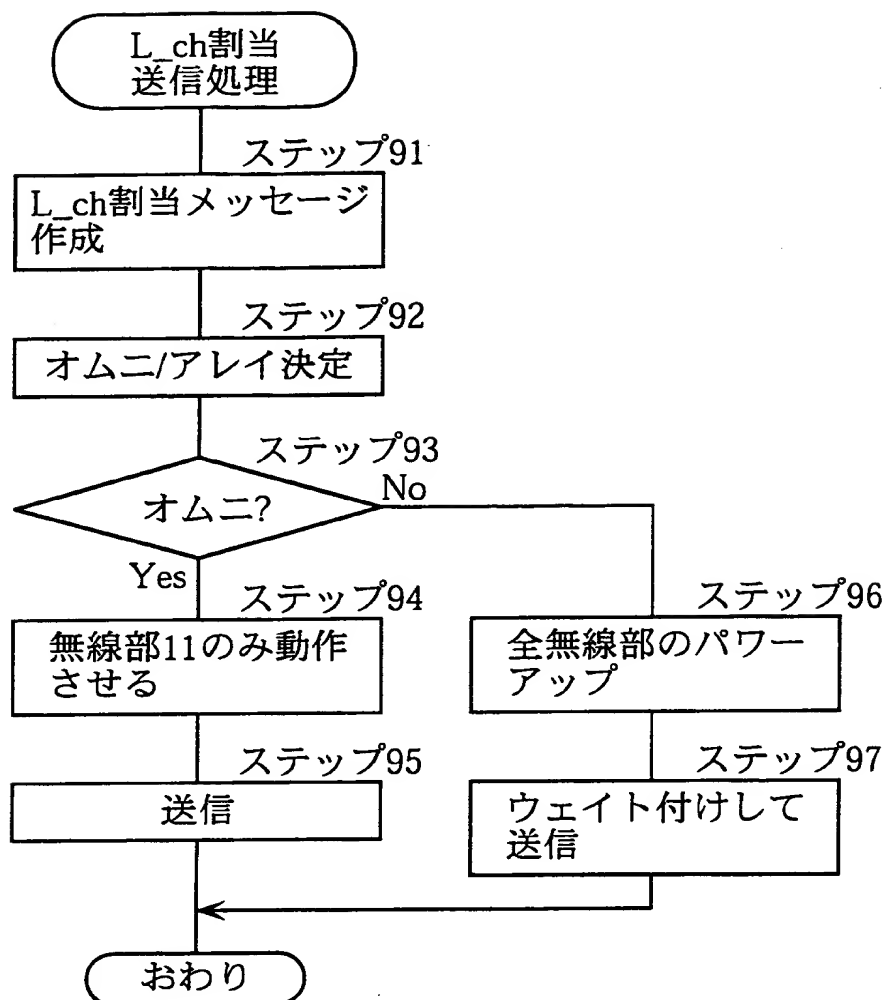 L_ch割当
送信処理
ステップ91
L_ch割当メッセージ
作成
ステップ92
オムニ/アレイ決定
ステップ93
オムニ?
No
Yes
ステップ94
無線部11のみ動作
させる
ステップ95
送信
ステップ96
全無線部のパワー
アップ
ステップ97
ウェイト付けして
送信
おわり